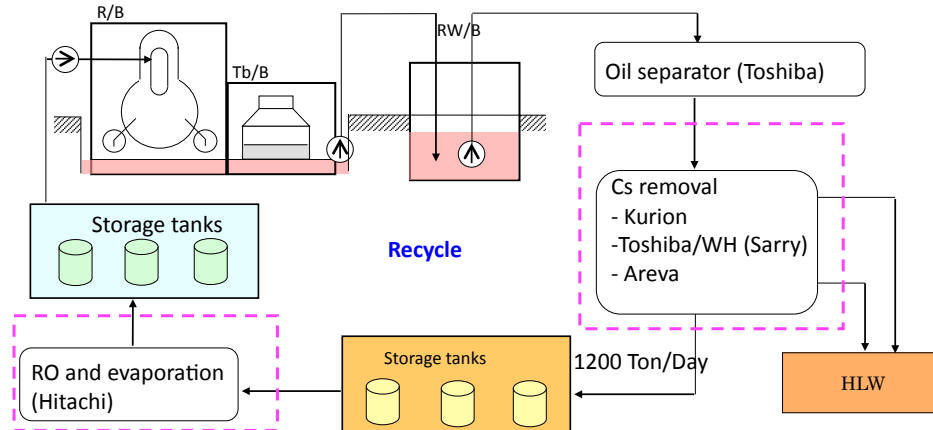 R/B
RW/B
Tb/B
Oil separator (Toshiba)
Cs removal
- Kurion
-Toshiba/WH (Sarry)
- Areva
Storage tanks
Recycle
Storage tanks
1200 Ton/Day
RO and evaporation
(Hitachi)
HLW